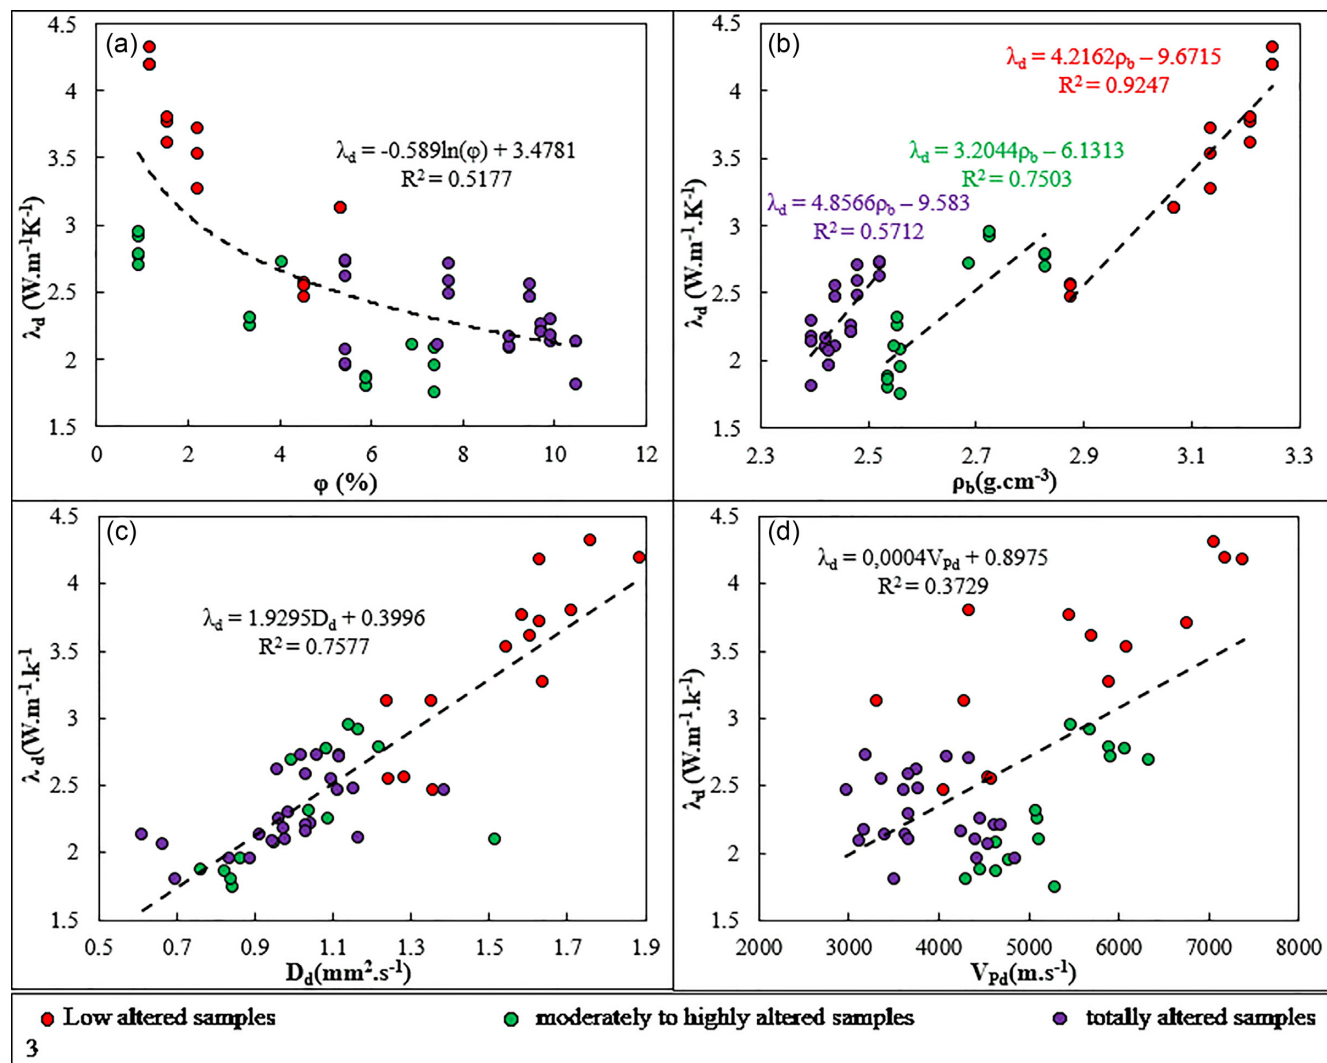 (a)
4.5
4
3.5
3
2.5
2
1.5
λd (W.m⁻¹K⁻¹)
λd = -0.589ln(φ) + 3.4781
R² = 0.5177
0 2 4 6 8 10 12
φ (%)
(b)
4.5
4
3.5
3
2.5
2
1.5
λd (W.m⁻¹.K⁻¹)
λd = 4.2162ρb – 9.6715
R² = 0.9247
λd = 3.2044ρb – 6.1313
R² = 0.7503
λd = 4.8566ρb – 9.583
R² = 0.5712
2.3 2.5 2.7 2.9 3.1 3.3
ρb(g.cm⁻³)
(c)
4.5
4
3.5
3
2.5
2
1.5
λd(W.m⁻¹.k⁻¹)
λd = 1.9295Dd + 0.3996
R² = 0.7577
0.5 0.7 0.9 1.1 1.3 1.5 1.7 1.9
Dd(mm².s⁻¹)
(d)
4.5
4
3.5
3
2.5
2
1.5
λd (W.m⁻¹.k⁻¹)
λd = 0,0004VPd + 0.8975
R² = 0.3729
2000 3000 4000 5000 6000 7000 8000
VPd(m.s⁻¹)
Low altered samples moderately to highly altered samples totally altered samples
3